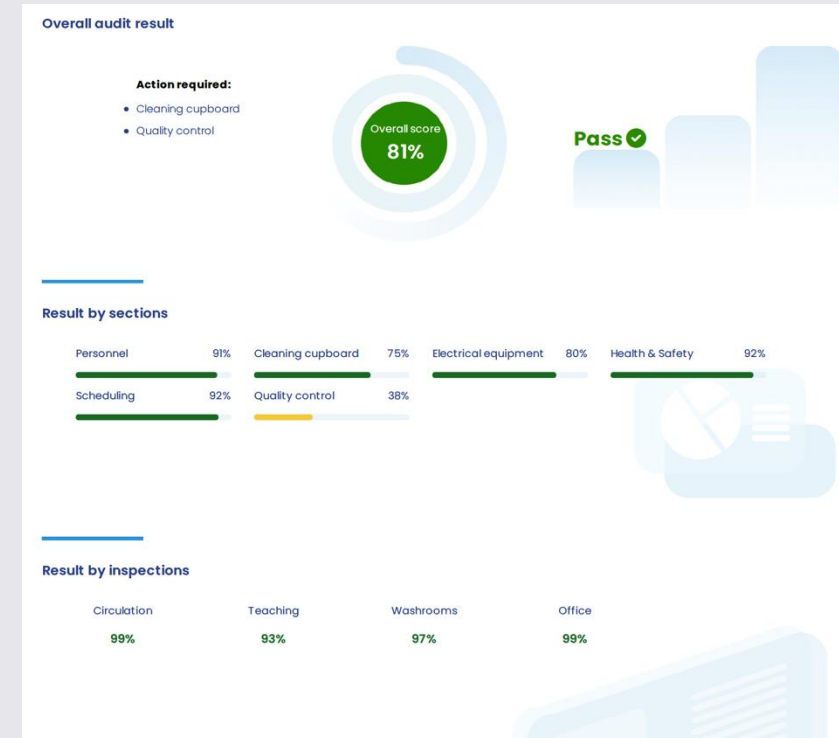 Overall audit result
Action required:
Cleaning cupboard
Quality control
Overall score
81%
Pass
Result by sections
Personnel 91% Cleaning cupboard 75% Electrical equipment 80% Health & Safety 92%
Scheduling 92% Quality control 38%
Result by inspections
Circulation Teaching Washrooms Office
99% 93% 97% 99%